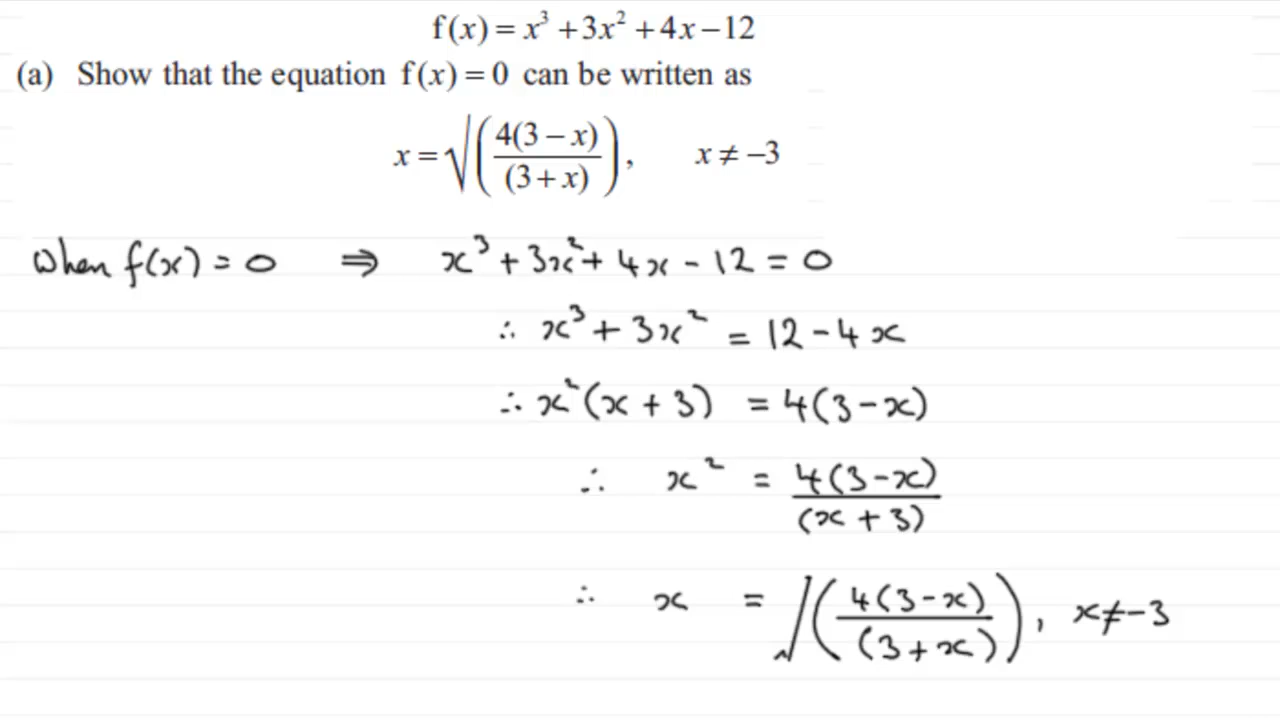 f(x) = x³ + 3x² + 4x − 12
(a) Show that the equation f(x) = 0 can be written as
x = √(4(3 − x)/(3 + x)), x ≠ −3
When f(x) = 0 ⇒ x³ + 3x² + 4x − 12 = 0
∴ x³ + 3x² = 12 − 4x
∴ x²(x + 3) = 4(3 − x)
∴ x² = 4(3 − x)/(x + 3)
∴ x = √(4(3 − x)/(3 + x)), x ≠ −3